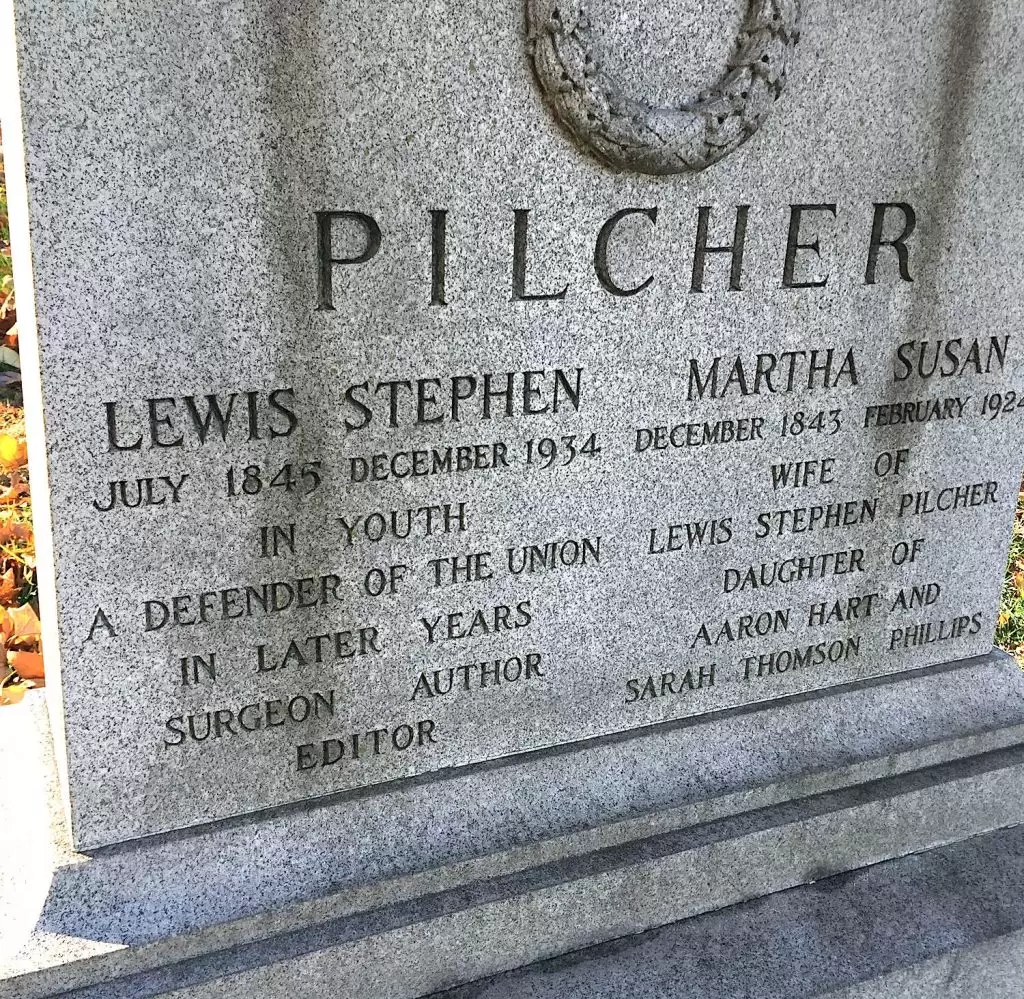 PILCHER
LEWIS STEPHEN
JULY 1845 DECEMBER 1934
IN YOUTH
A DEFENDER OF THE UNION
IN LATER YEARS
SURGEON AUTHOR
EDITOR
MARTHA SUSAN
DECEMBER 1843 FEBRUARY 1924
WIFE OF
LEWIS STEPHEN PILCHER
DAUGHTER OF
AARON HART AND
SARAH THOMSON PHILLIPS